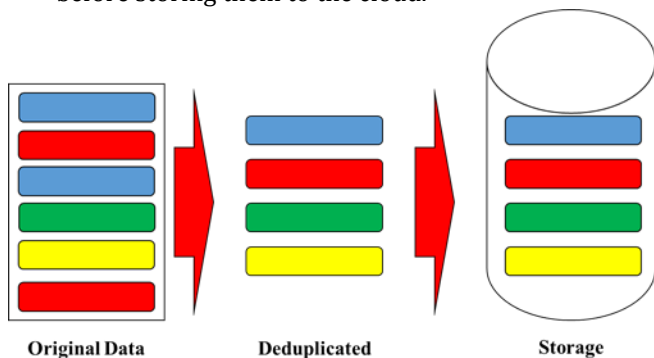 before storing them to the cloud.
Original Data
Deduplicated
Storage